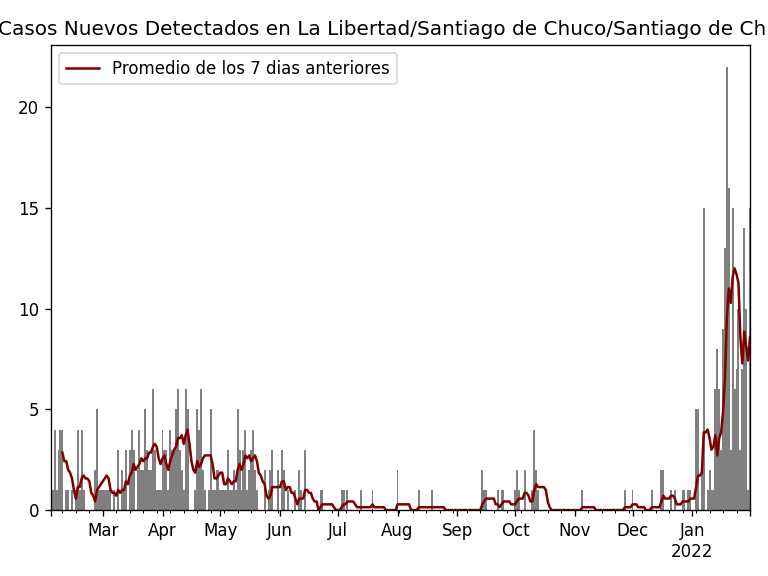 Casos Nuevos Detectados en La Libertad/Santiago de Chuco/Santiago de Ch
Promedio de los 7 dias anteriores
20
15
10
5
0
Mar Apr May Jun Jul Aug Sep Oct Nov Dec Jan
2022